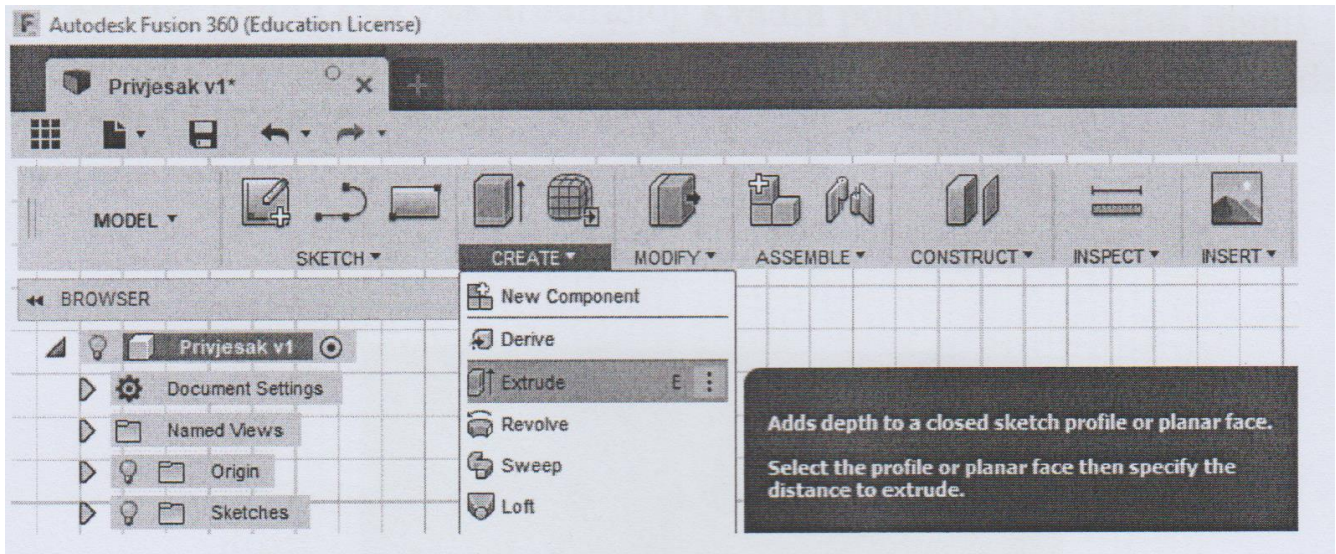 F Autodesk Fusion 360 (Education License)
Privjesak v1*
MODEL
SKETCH
CREATE
MODIFY
ASSEMBLE
CONSTRUCT
INSPECT
INSERT
BROWSER
Privjesak v1
Document Settings
Named Views
Origin
Sketches
New Component
Derive
Extrude E
Revolve
Sweep
Loft
Adds depth to a closed sketch profile or planar face.
Select the profile or planar face then specify the
distance to extrude.